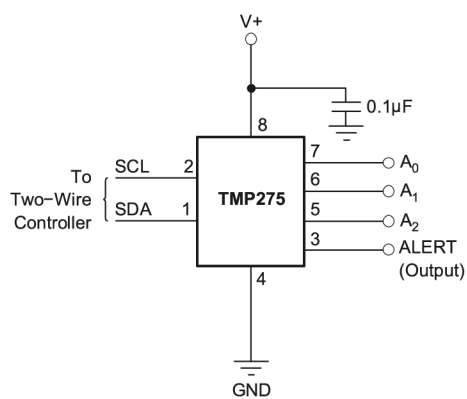 V+
0.1µF
8
To
Two−Wire
Controller
SCL
2
SDA
1
TMP275
7
A0
6
A1
5
A2
3
ALERT
(Output)
4
GND